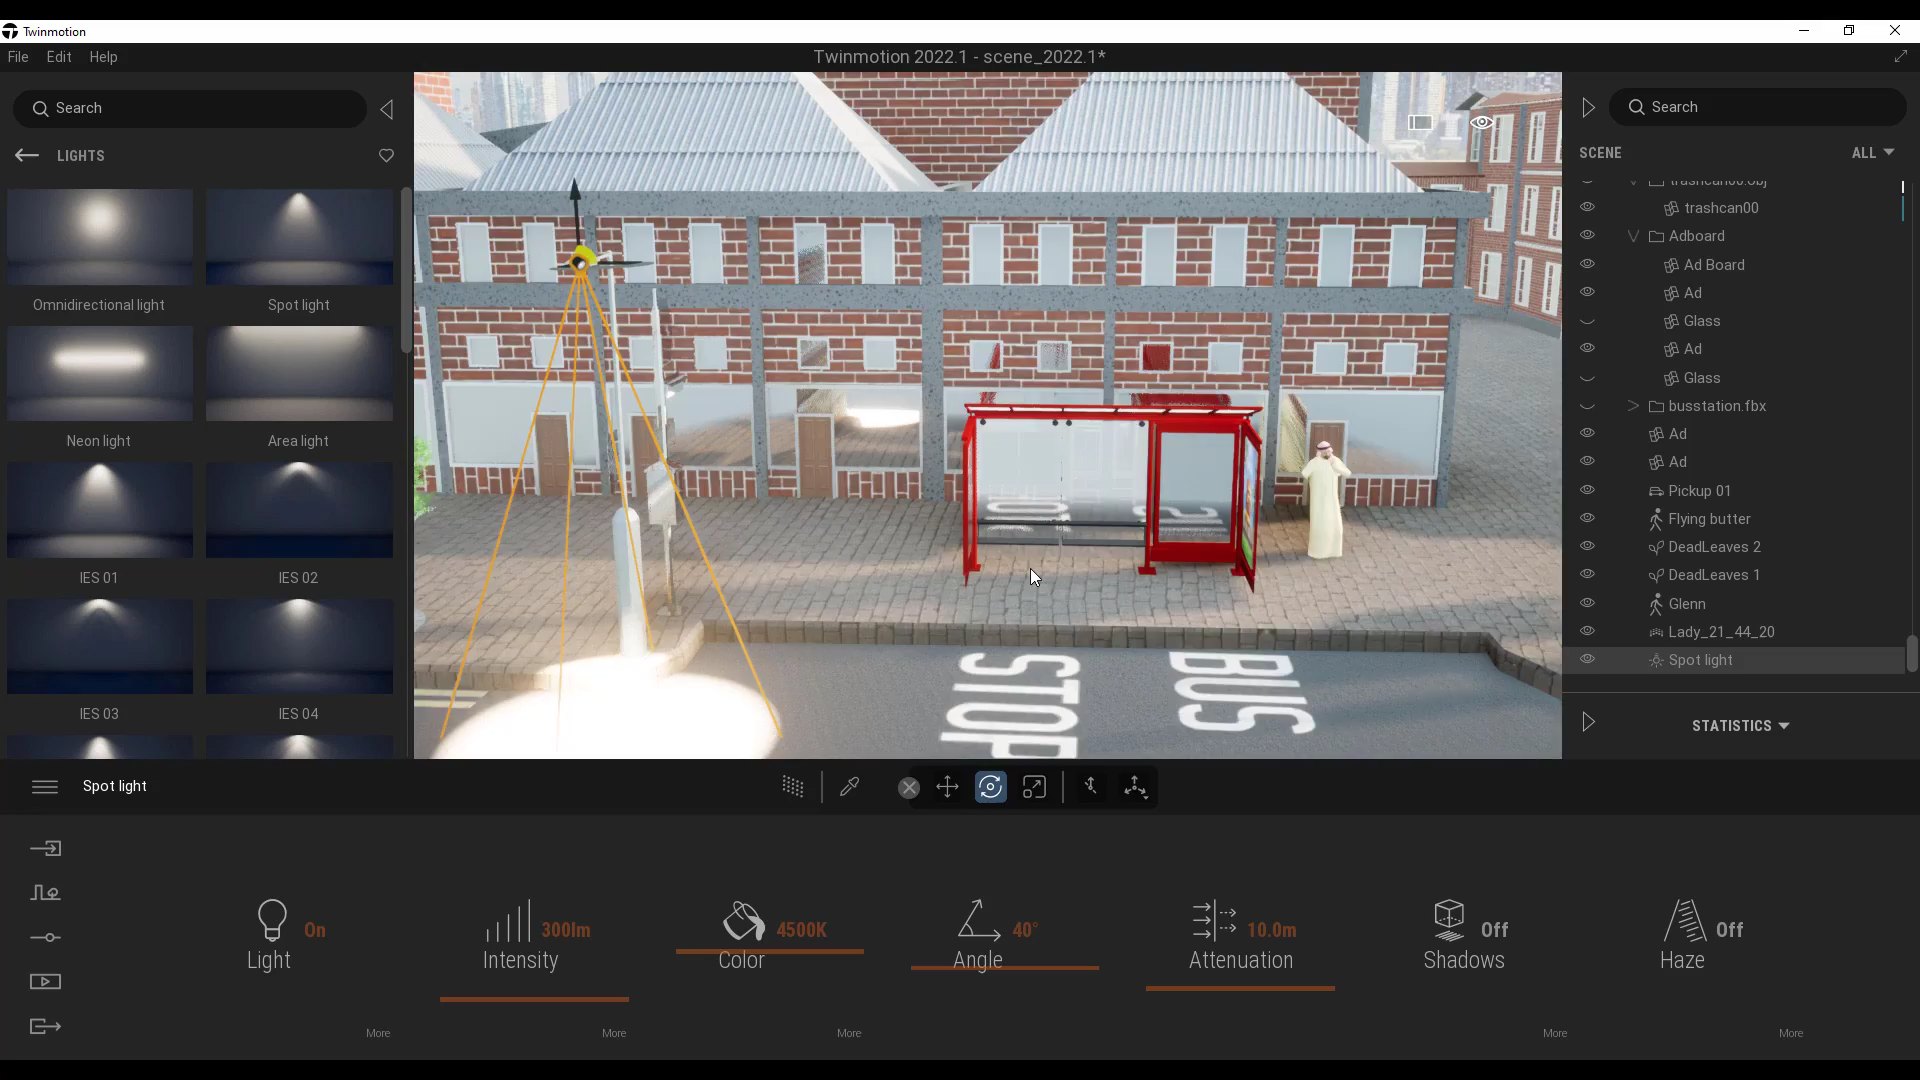 Twinmotion
File Edit Help
Twinmotion 2022.1 - scene_2022.1*
Search
LIGHTS
Omnidirectional light
Spot light
Neon light
Area light
IES 01
IES 02
IES 03
IES 04
STOP
BUS
Search
SCENE
ALL
trashcan00.obj
trashcan00
Adboard
Ad Board
Ad
Glass
Ad
Glass
busstation.fbx
Ad
Ad
Pickup 01
Flying butter
DeadLeaves 2
DeadLeaves 1
Glenn
Lady_21_44_20
Spot light
STATISTICS
Spot light
On
Light
More
300lm
Intensity
More
4500K
Color
More
40°
Angle
10.0m
Attenuation
Off
Shadows
More
Off
Haze
More